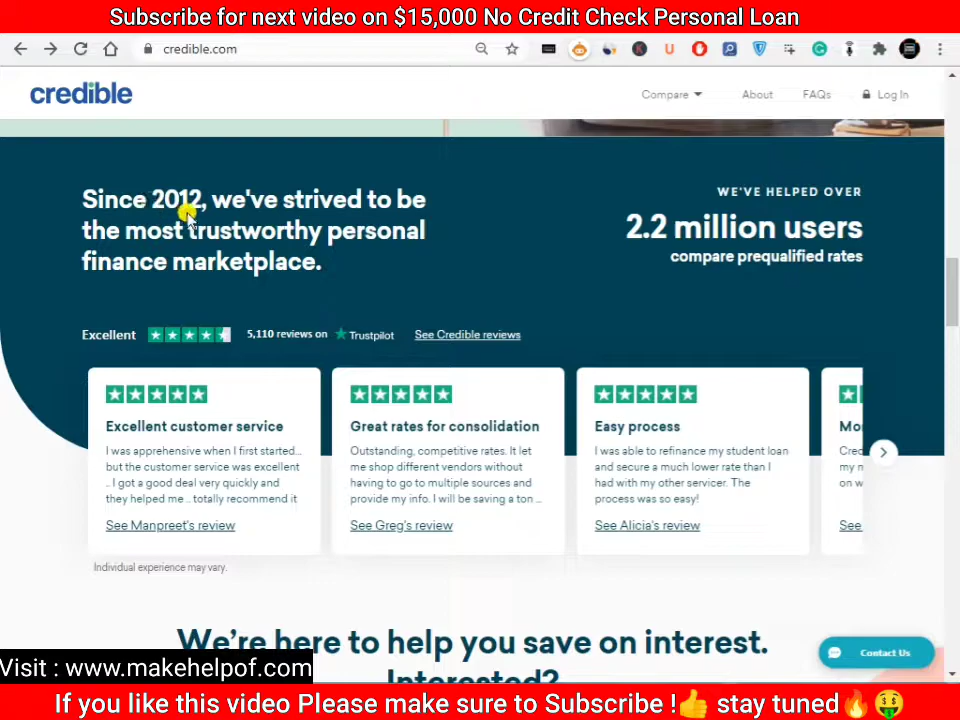 Subscribe for next video on $15,000 No Credit Check Personal Loan
credible.com
credible
Compare
About
FAQs
Log In
Since 2012, we've strived to be
the most trustworthy personal
finance marketplace.
WE'VE HELPED OVER
2.2 million users
compare prequalified rates
Excellent
5,110 reviews on
Trustpilot
See Credible reviews
Excellent customer service
I was apprehensive when I first started...
but the customer service was excellent
.. I got a good deal very quickly and
they helped me .. totally recommend it
See Manpreet's review
Great rates for consolidation
Outstanding, competitive rates. It let
me shop different vendors without
having to go to multiple sources and
provide my info. I will be saving a ton ...
See Greg's review
Easy process
I was able to refinance my student loan
and secure a much lower rate than I
had with my other servicer. The
process was so easy!
See Alicia's review
Mo
Cred
my n
on w
See
Individual experience may vary.
We're here to help you save on interest.
Interested?
Contact Us
Visit : www.makehelpof.com
If you like this video Please make sure to Subscribe !👍 stay tuned🔥🤑